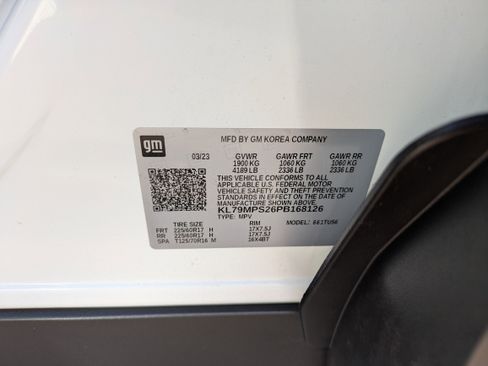 gm
MFD BY GM KOREA COMPANY
03/23 GVWR GAWR FRT GAWR RR
1900 KG 1060 KG 1060 KG
4189 LB 2336 LB 2336 LB
THIS VEHICLE CONFORMS TO ALL
APPLICABLE U.S. FEDERAL MOTOR
VEHICLE SAFETY AND THEFT PREVENTION
STANDARDS IN EFFECT ON THE DATE OF
MANUFACTURE SHOWN ABOVE.
KL79MPS26PB168126
TYPE: MPV MODEL:
TIRE SIZE RIM
FRT 225/60R17 H 17X7.5J
RR 225/60R17 H 17X7.5J
SPA T125/70R16 M 16X4BT